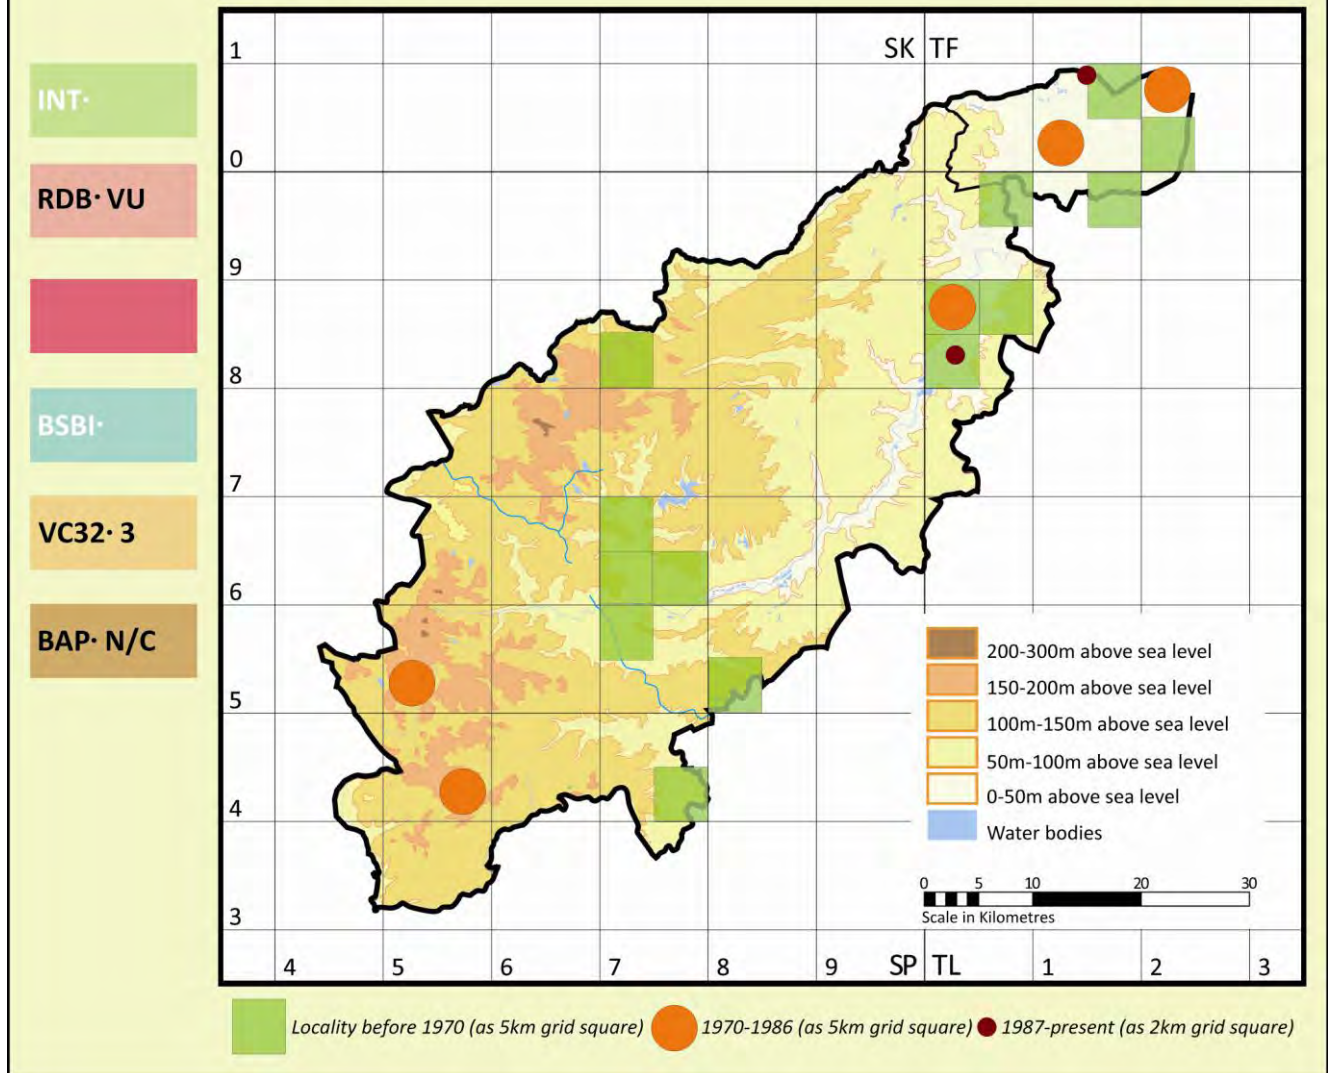 INT·
RDB· VU
BSBI·
VC32· 3
BAP· N/C
SK TF
1
0
9
8
7
6
5
4
3
4 5 6 7 8 9 SP TL 1 2 3
200-300m above sea level
150-200m above sea level
100m-150m above sea level
50m-100m above sea level
0-50m above sea level
Water bodies
0 5 10 20 30
Scale in Kilometres
Locality before 1970 (as 5km grid square) 1970-1986 (as 5km grid square) 1987-present (as 2km grid square)